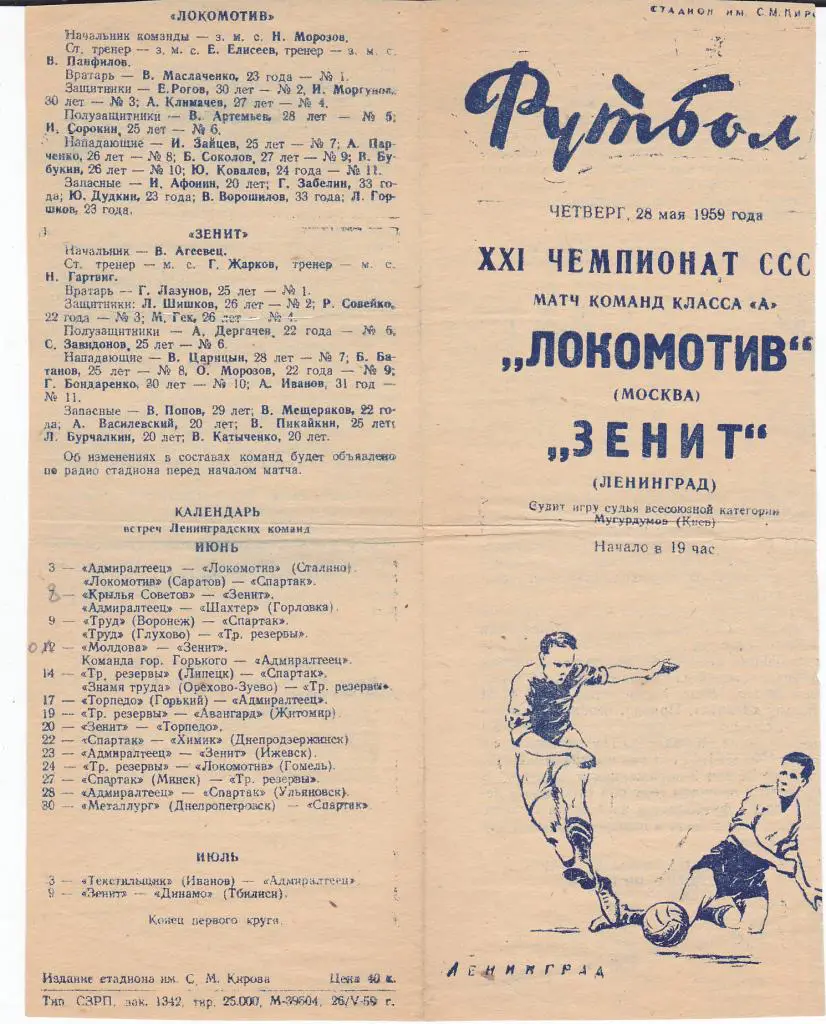 «ЛОКОМОТИВ»
Начальник команды — з. м. с. Н. Морозов.
Ст. тренер — з. м. с. Е. Елисеев, тренер — м. с.
В. Панфилов.
Вратарь — В. Маслаченко, 23 года — № 1.
Защитники — Е. Рогов, 30 лет — № 2, И. Моргунов,
30 лет — № 3; А. Климачев, 27 лет — № 4.
Полузащитники — В. Артемьев, 28 лет — № 5;
И. Сорокин, 25 лет — № 6.
Нападающие — И. Зайцев, 25 лет — № 7; А. Пар-
ченко, 26 лет — № 8; Б. Соколов, 27 лет — № 9; В. Бу-
букин, 26 лет — № 10; Ю. Ковалев, 24 года — № 11.
Запасные — И. Афонин, 20 лет; Г. Забелин, 33 го-
да; Ю. Дудкин, 23 года; В. Ворошилов, 33 года; Л. Гор-
шков, 23 года.
«ЗЕНИТ»
Начальник — В. Агеевец.
Ст. тренер — м. с. Г. Жарков, тренер — м. с.
Н. Гартвиг.
Вратарь — Г. Лазунов, 25 лет — № 1.
Защитники: Л. Шишков, 26 лет — № 2; Р. Совейко,
22 года — № 3; М. Гек, 26 лет — № 4.
Полузащитники — А. Дергачев, 22 года — № 5,
С. Завидонов, 25 лет — № 6.
Нападающие — В. Царицын, 28 лет — № 7; Б. Ба-
танов, 25 лет — № 8, О. Морозов, 22 года — № 9;
Г. Бондаренко, 30 лет — № 10; А. Иванов, 31 год —
№ 11.
Запасные — В. Попов, 29 лет; В. Мещеряков, 22 го-
да; А. Василевский, 20 лет; В. Пикайкин, 25 лет;
Л. Бурчалкин, 20 лет; В. Катыченко, 20 лет.
Об изменениях в составах команд будет объявлено
по радио стадиона перед началом матча.
КАЛЕНДАРЬ
встреч Ленинградских команд
ИЮНЬ
3 — «Адмиралтеец» — «Локомотив» (Сталино).
«Локомотив» (Саратов) — «Спартак».
8 — «Крылья Советов» — «Зенит».
«Адмиралтеец» — «Шахтер» (Горловка).
9 — «Труд» (Воронеж) — «Спартак».
«Труд» (Глухово) — «Тр. резервы».
12 — «Молдова» — «Зенит».
Команда гор. Горького — «Адмиралтеец».
14 — «Тр. резервы» (Липецк) — «Спартак».
«Знамя труда» (Орехово-Зуево) — «Тр. резервы».
17 — «Торпедо» (Горький) — «Адмиралтеец».
19 — «Тр. резервы» — «Авангард» (Житомир).
20 — «Зенит» — «Торпедо».
22 — «Спартак» — «Химик» (Днепродзержинск)
23 — «Адмиралтеец» — «Зенит» (Ижевск).
24 — «Тр. резервы» — «Локомотив» (Гомель).
27 — «Спартак» (Минск) — «Тр. резервы».
28 — «Адмиралтеец» — «Спартак» (Ульяновск).
30 — «Металлург» (Днепропетровск) — «Спартак»
ИЮЛЬ
3 — «Текстильщик» (Иванов) — «Адмиралтеец».
9 — «Зенит» — «Динамо» (Тбилиси).
Конец первого круга.
Издание стадиона им. С. М. Кирова Цена 40 к.
Тип СЗРП, зак. 1342, тир. 25.000, М-39504, 26/V-59 г.
СТАДИОН ИМ. С.М.КИРО
Футбол
ЧЕТВЕРГ, 28 мая 1959 года
XXI ЧЕМПИОНАТ ССС
МАТЧ КОМАНД КЛАССА «А»
„ЛОКОМОТИВ“
(МОСКВА)
„ЗЕНИТ“
(ЛЕНИНГРАД)
Судит игру судья всесоюзной категории
Мугурдумов (Киев)
Начало в 19 час.
ЛЕНИНГРАД